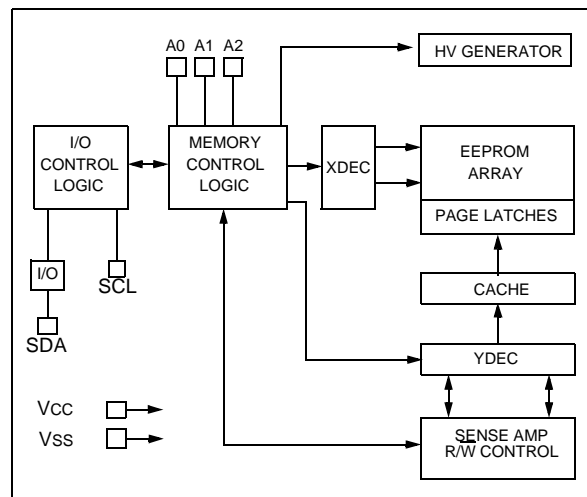 A0 A1 A2
HV GENERATOR
I/O
CONTROL
LOGIC
MEMORY
CONTROL
LOGIC
XDEC
EEPROM
ARRAY
PAGE LATCHES
I/O
SCL
SDA
CACHE
YDEC
VCC
VSS
SENSE AMP
R/W̅ CONTROL